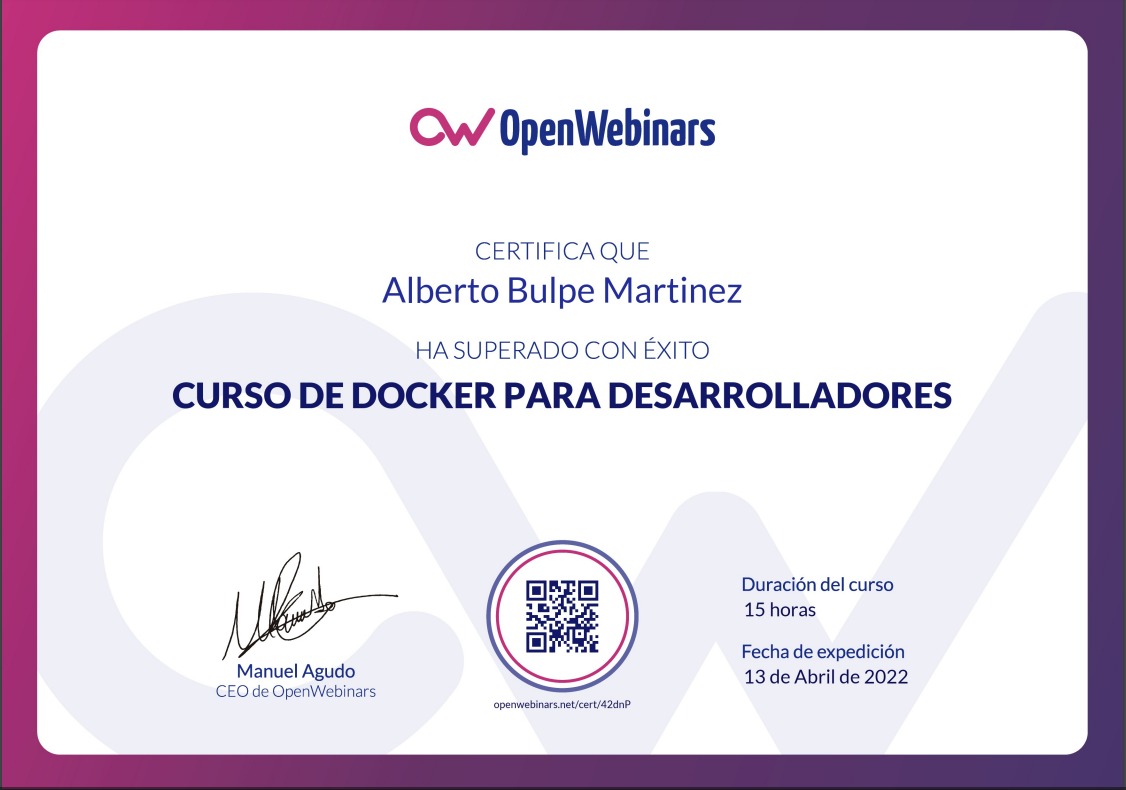 OpenWebinars
CERTIFICA QUE
Alberto Bulpe Martinez
HA SUPERADO CON ÉXITO
CURSO DE DOCKER PARA DESARROLLADORES
Manuel Agudo
CEO de OpenWebinars
openwebinars.net/cert/42dnP
Duración del curso
15 horas
Fecha de expedición
13 de Abril de 2022